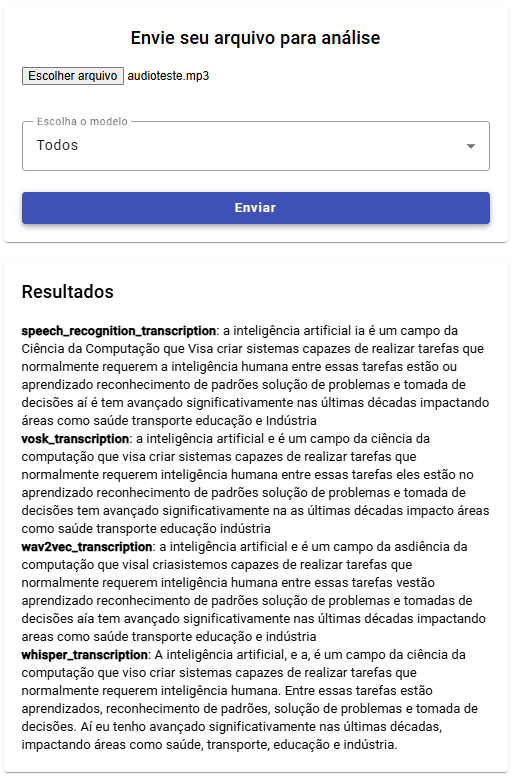 Envie seu arquivo para análise
Escolher arquivo audioteste.mp3
Escolha o modelo
Todos
Enviar
Resultados
speech_recognition_transcription: a inteligência artificial ia é um campo da
Ciência da Computação que Visa criar sistemas capazes de realizar tarefas que
normalmente requerem a inteligência humana entre essas tarefas estão ou
aprendizado reconhecimento de padrões solução de problemas e tomada de
decisões aí é tem avançado significativamente nas últimas décadas impactando
áreas como saúde transporte educação e Indústria
vosk_transcription: a inteligência artificial e é um campo da ciência da
computação que visa criar sistemas capazes de realizar tarefas que
normalmente requerem inteligência humana entre essas tarefas eles estão no
aprendizado reconhecimento de padrões solução de problemas e tomada de
decisões tem avançado significativamente na as últimas décadas impacto áreas
como saúde transporte educação indústria
wav2vec_transcription: a inteligência artificial e é um campo da asdiência da
computação que visal criasistemos capazes de realizar tarefas que
normalmente requerem inteligência humana entre essas tarefas vestão
aprendizado reconhecimento de padrões solução de problemas e tomadas de
decisões aía tem avançado significativamente nas últimas décadas impactando
areas como saúde transporte educação e indústria
whisper_transcription: A inteligência artificial, e a, é um campo da ciência da
computação que viso criar sistemas capazes de realizar tarefas que
normalmente requerem inteligência humana. Entre essas tarefas estão
aprendizados, reconhecimento de padrões, solução de problemas e tomada de
decisões. Aí eu tenho avançado significativamente nas últimas décadas,
impactando áreas como saúde, transporte, educação e indústria.